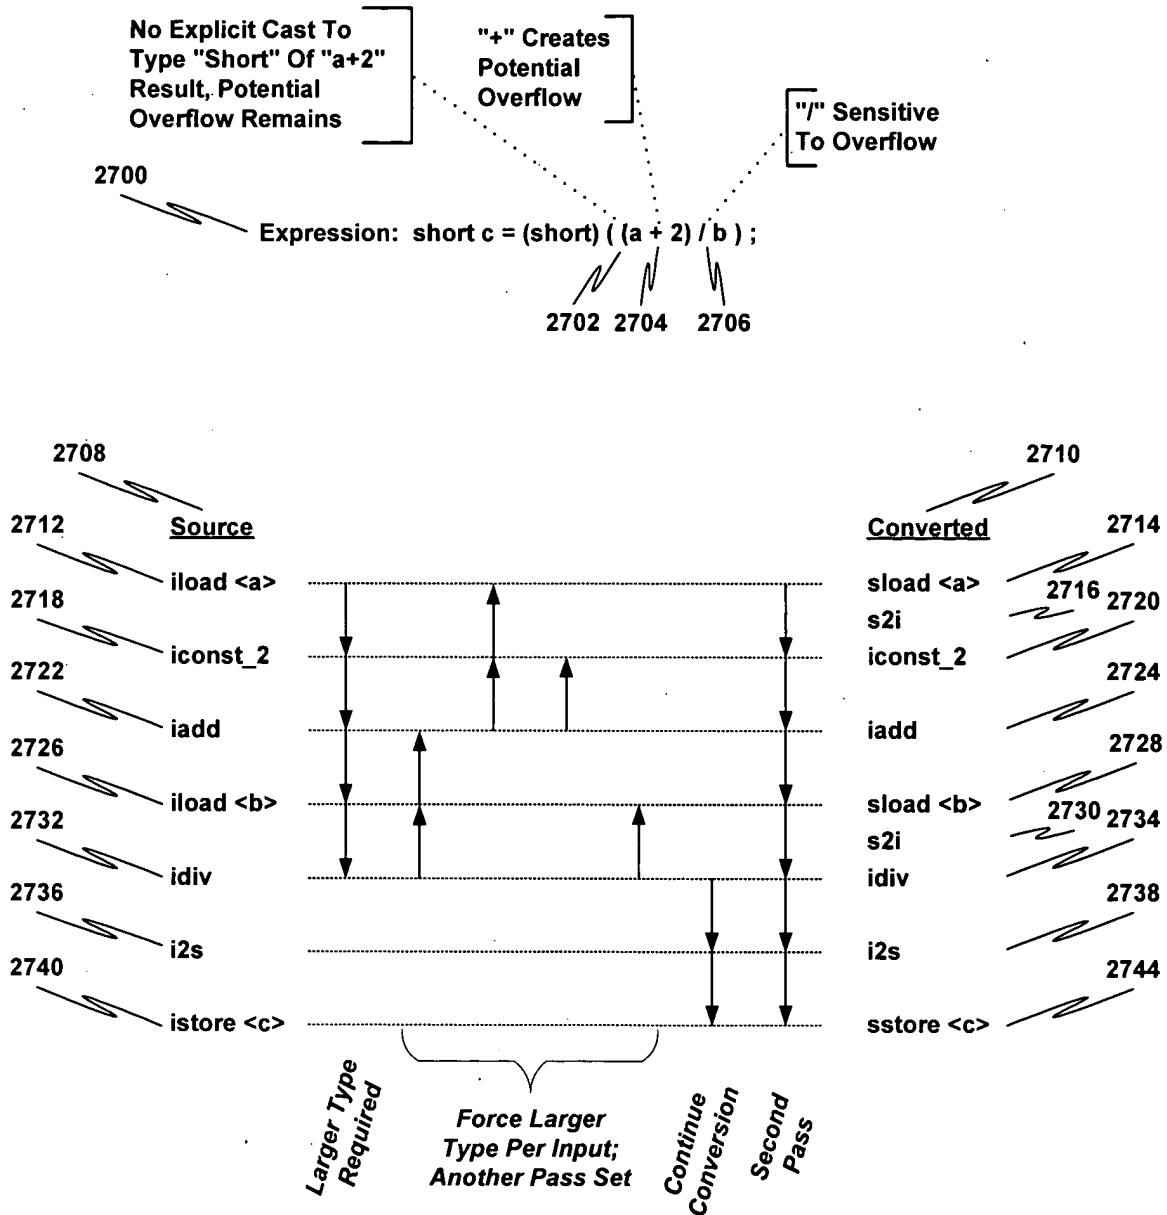 No Explicit Cast To
Type "Short" Of "a+2"
Result, Potential
Overflow Remains
"+" Creates
Potential
Overflow
"/" Sensitive
To Overflow
2700
Expression: short c = (short) ( (a + 2) / b ) ;
2702 2704 2706
2708 2710
Source Converted
2712 2714
iload <a> sload <a>
2716
s2i
2718 2720
iconst_2 iconst_2
2722 2724
iadd iadd
2726 2728
iload <b> sload <b>
2730
s2i
2732 2734
idiv idiv
2736 2738
i2s i2s
2740 2744
istore <c> sstore <c>
Larger Type
Required
Force Larger
Type Per Input;
Another Pass Set
Continue
Conversion
Second
Pass